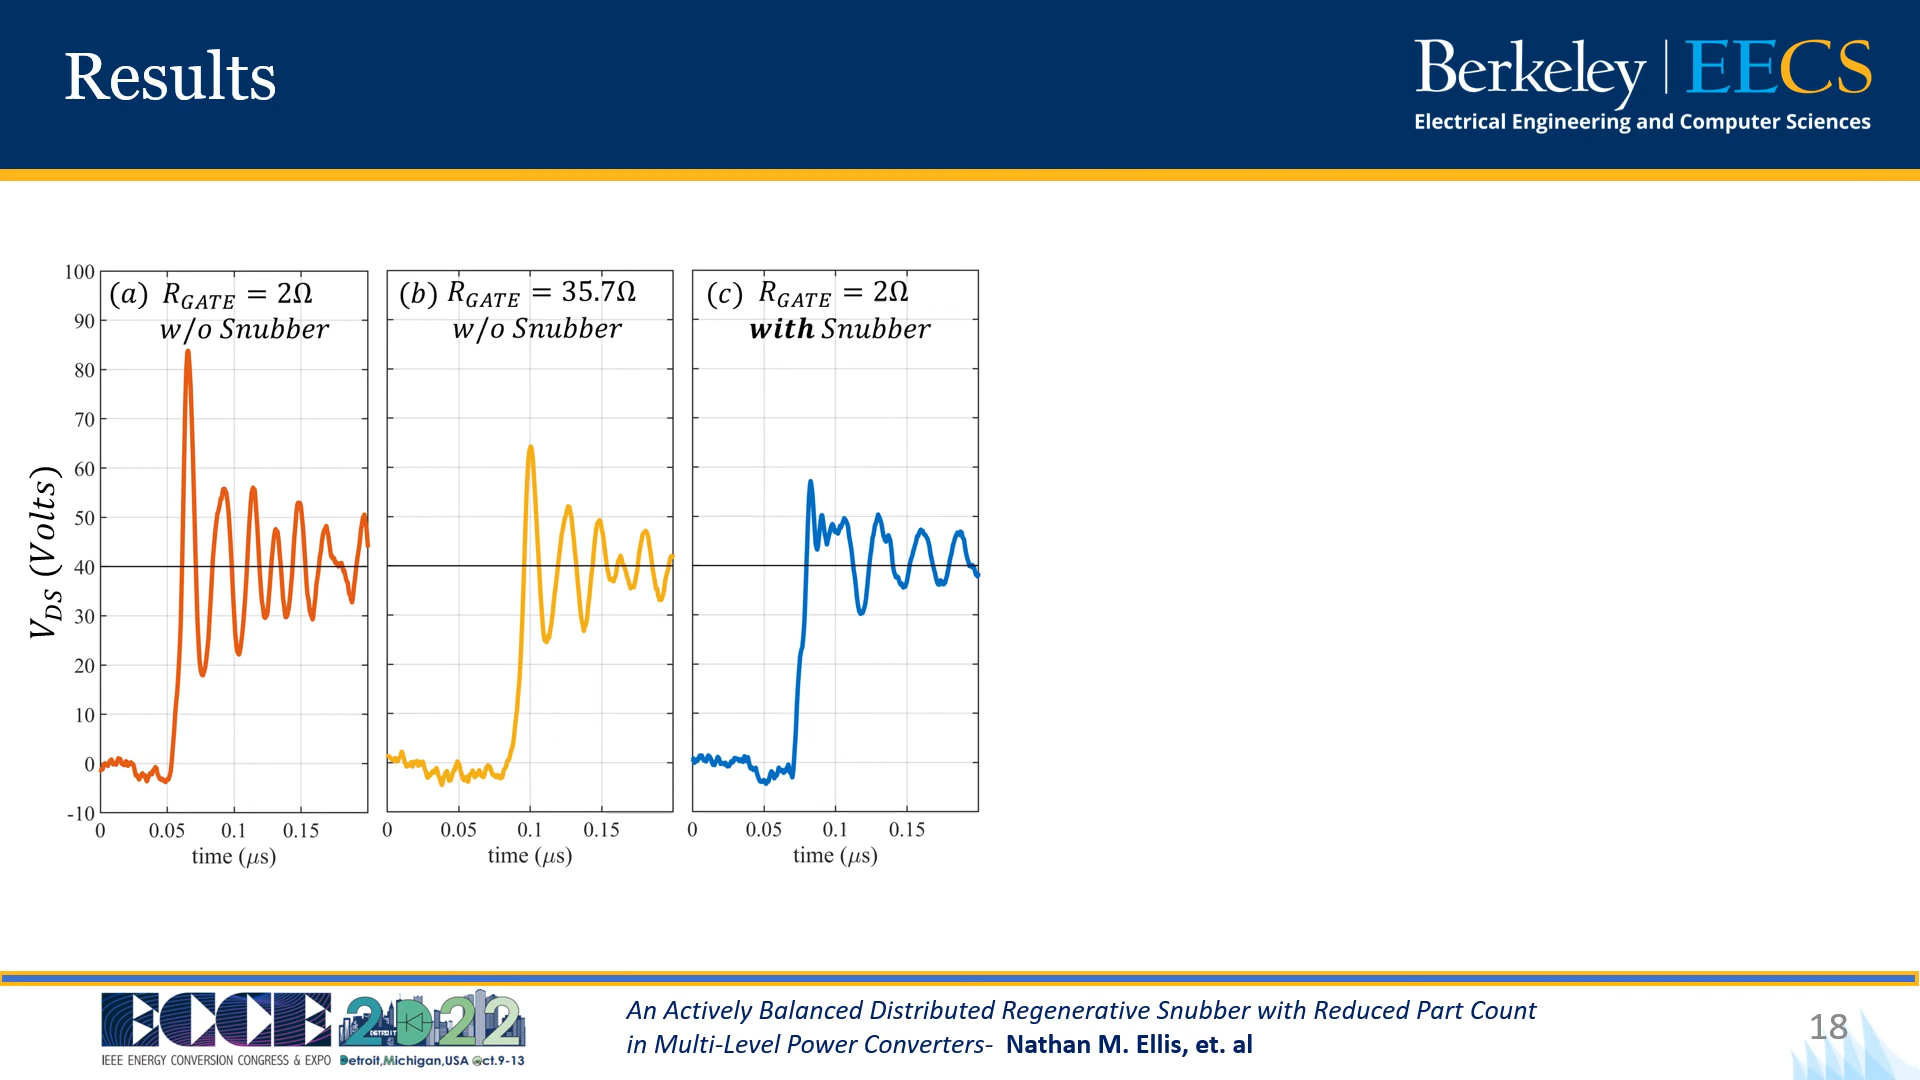 Results
Berkeley | EECS
Electrical Engineering and Computer Sciences
(a) R_GATE = 2Ω
w/o Snubber
(b) R_GATE = 35.7Ω
w/o Snubber
(c) R_GATE = 2Ω
with Snubber
V_DS (Volts)
100
90
80
70
60
50
40
30
20
10
0
-10
0 0.05 0.1 0.15
time (μs)
0 0.05 0.1 0.15
time (μs)
0 0.05 0.1 0.15
time (μs)
ECCE 2022
DETROIT
IEEE ENERGY CONVERSION CONGRESS & EXPO Detroit,Michigan,USA Oct.9-13
An Actively Balanced Distributed Regenerative Snubber with Reduced Part Count
in Multi-Level Power Converters- Nathan M. Ellis, et. al
18